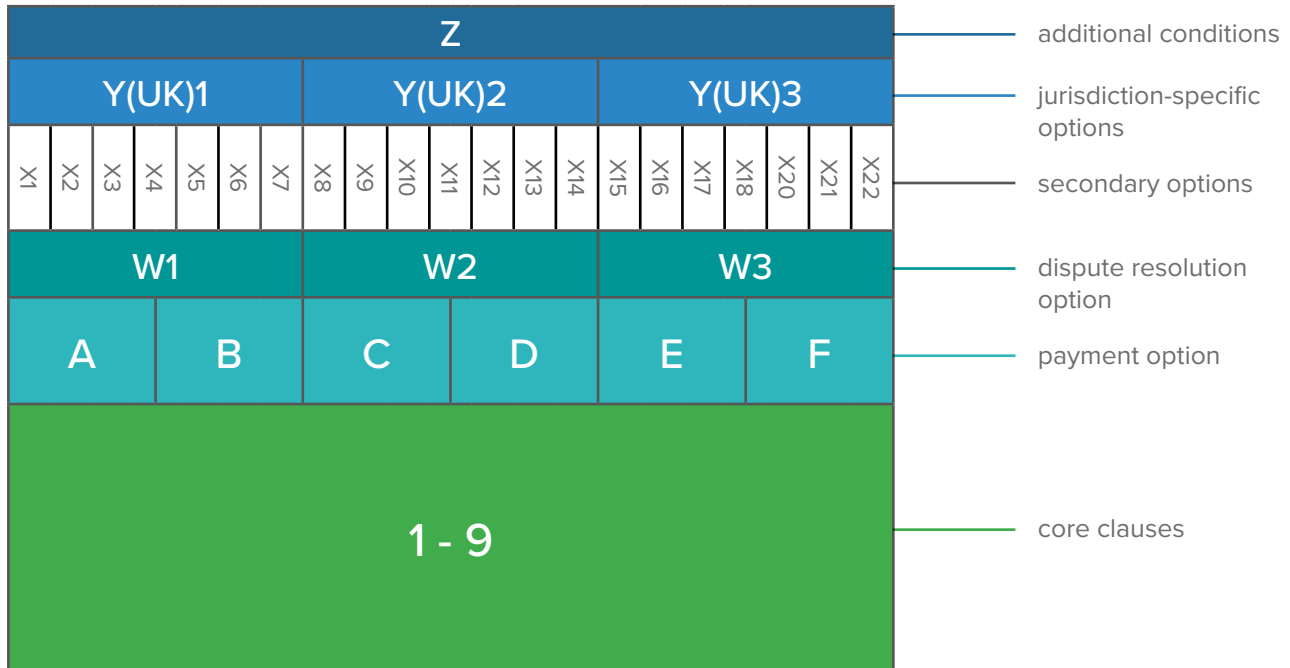 Z
additional conditions
Y(UK)1 Y(UK)2 Y(UK)3
jurisdiction-specific
options
X1 X2 X3 X4 X5 X6 X7 X8 X9 X10 X11 X12 X13 X14 X15 X16 X17 X18 X20 X21 X22
secondary options
W1 W2 W3
dispute resolution
option
A B C D E F
payment option
1 - 9
core clauses